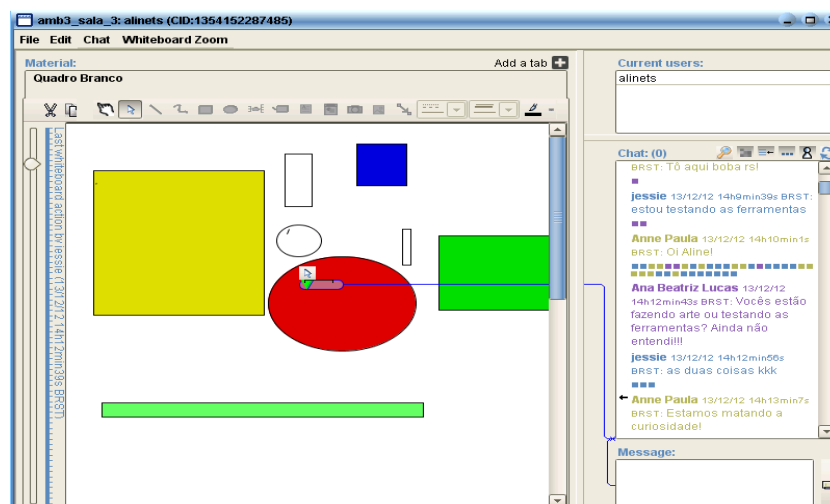 amb3_sala_3: alinets (CID:1354152287485)
File Edit Chat Whiteboard Zoom
Material:
Add a tab
Quadro Branco
Last whiteboard action by jessie (13/12/12 14h12min39s BRST)
Current users:
alinets
Chat: (0)
BRST: Tô aqui boba rs!
jessie 13/12/12 14h9min39s BRST:
estou testando as ferramentas
Anne Paula 13/12/12 14h10min1s
BRST: Oi Aline!
Ana Beatriz Lucas 13/12/12
14h12min43s BRST: Vocês estão
fazendo arte ou testando as
ferramentas? Ainda não
entendi!!!
jessie 13/12/12 14h12min56s
BRST: as duas coisas kkk
Anne Paula 13/12/12 14h13min7s
BRST: Estamos matando a
curiosidade!
Message: